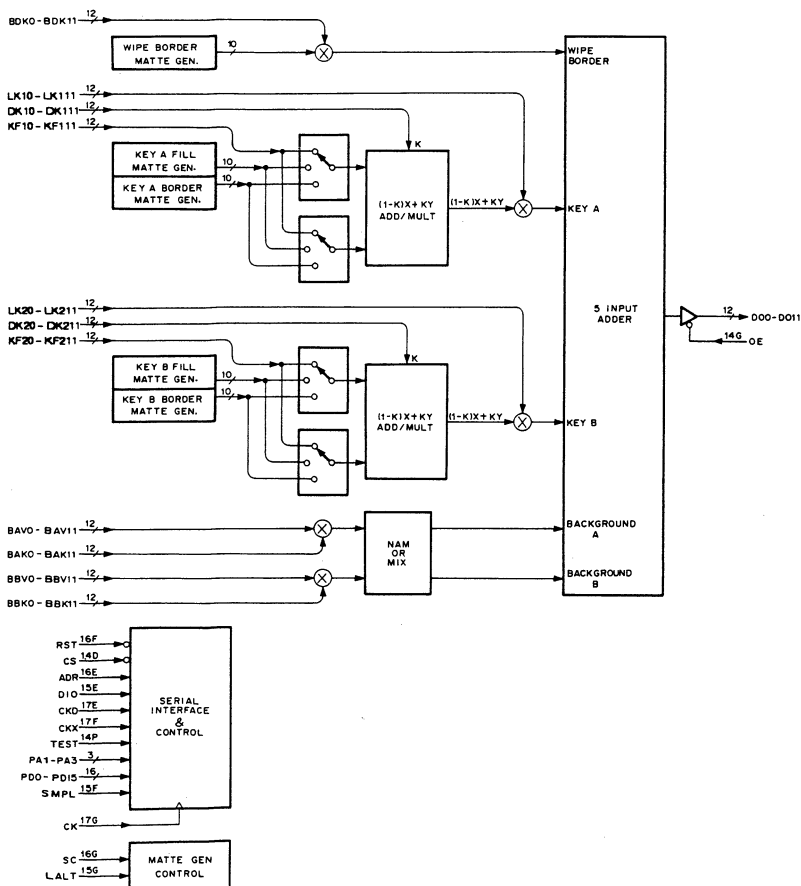 BDK0-BDK11 12
WIPE BORDER
MATTE GEN.
10
WIPE
BORDER
LK10-LK111 12
DK10-DK111 12
KF10-KF111 12
K
KEY A FILL
MATTE GEN.
10
KEY A BORDER
MATTE GEN.
10
(1-K)X+KY
ADD/MULT
(1-K)X+KY
KEY A
5 INPUT
ADDER
12
DO0-DO11
14G
OE
LK20-LK211 12
DK20-DK211 12
KF20-KF211 12
K
KEY B FILL
MATTE GEN.
10
KEY B BORDER
MATTE GEN.
10
(1-K)X+KY
ADD/MULT
(1-K)X+KY
KEY B
BAV0-BAV11 12
BAK0-BAK11 12
BBV0-BBV11 12
BBK0-BBK11 12
NAM
OR
MIX
BACKGROUND
A
BACKGROUND
B
RST 16F
CS 14D
ADR 16E
DIO 15E
CKD 17E
CKX 17F
TEST 14P
PA1-PA3 3
PD0-PD15 16
SMPL 15F
CK 17G
SERIAL
INTERFACE
&
CONTROL
SC 16G
LALT 15G
MATTE GEN
CONTROL